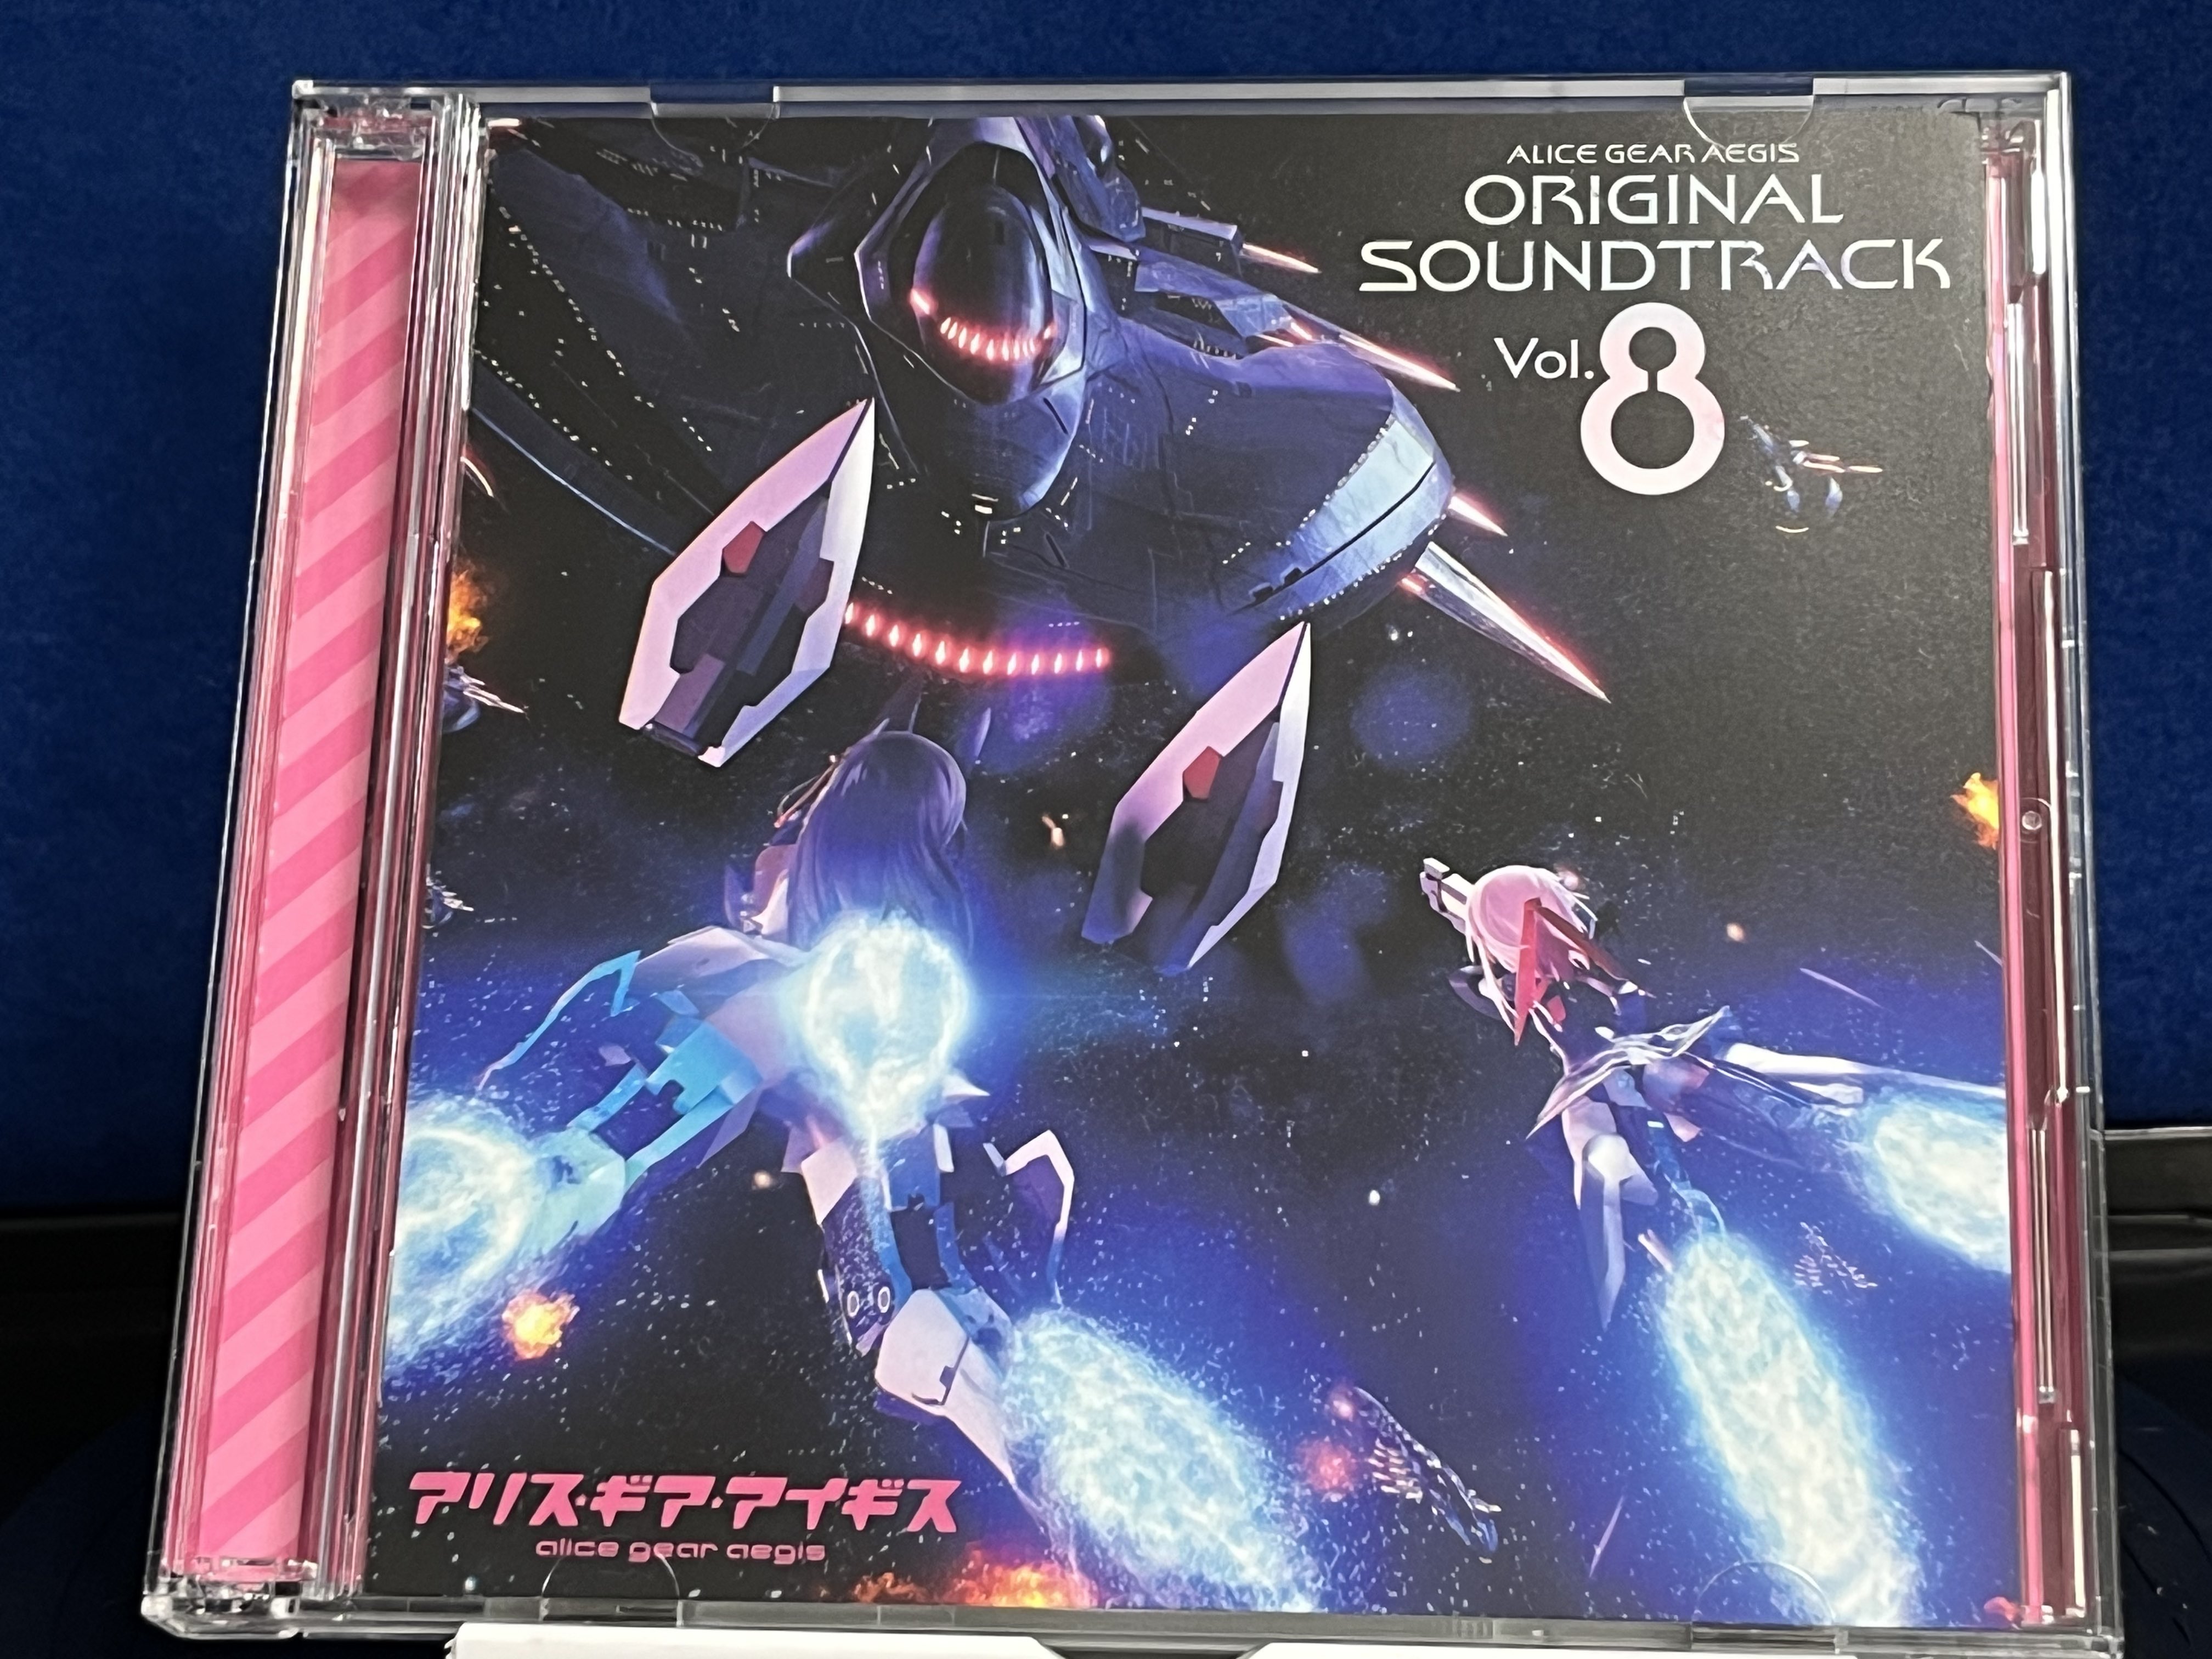 ALICE GEAR AEGIS
ORIGINAL
SOUNDTRACK
Vol.8
アリス・ギア・アイギス
alice gear aegis